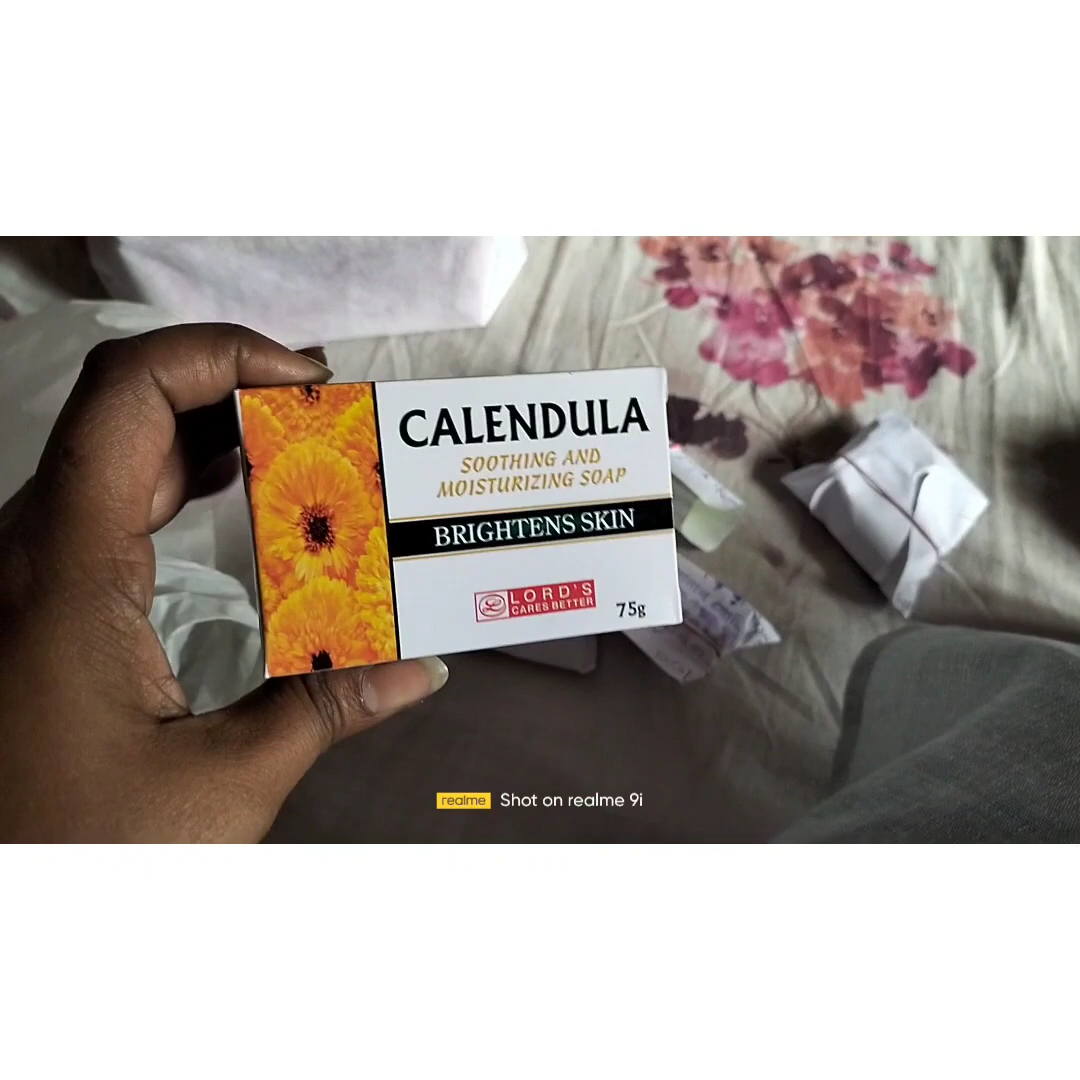 CALENDULA
SOOTHING AND
MOISTURIZING SOAP
BRIGHTENS SKIN
LORD'S
CARES BETTER
75g
realme Shot on realme 9i